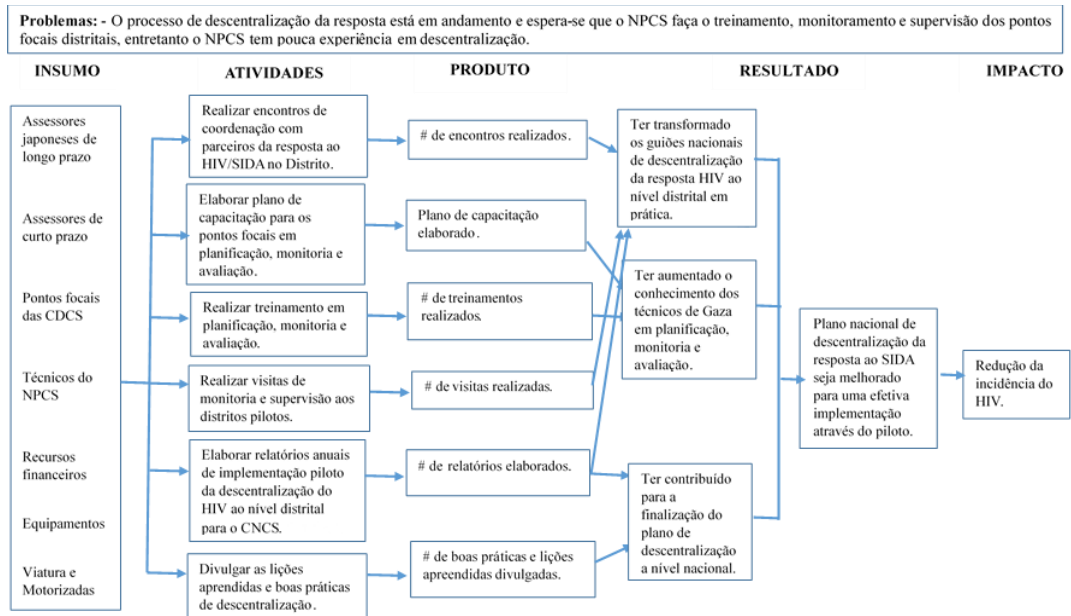 Problemas: - O processo de descentralização da resposta está em andamento e espera-se que o NPCS faça o treinamento, monitoramento e supervisão dos pontos
focais distritais, entretanto o NPCS tem pouca experiência em descentralização.
INSUMO
ATIVIDADES
PRODUTO
RESULTADO
IMPACTO
Assessores
japoneses de
longo prazo
Assessores de
curto prazo
Pontos focais
das CDCS
Técnicos do
NPCS
Recursos
financeiros
Equipamentos
Viatura e
Motorizadas
Realizar encontros de
coordenação com
parceiros da resposta ao
HIV/SIDA no Distrito.
Elaborar plano de
capacitação para os
pontos focais em
planificação, monitoria e
avaliação.
Realizar treinamento em
planificação, monitoria e
avaliação.
Realizar visitas de
monitoria e supervisão aos
distritos pilotos.
Elaborar relatórios anuais
de implementação piloto
da descentralização do
HIV ao nível distrital
para o CNCS.
Divulgar as lições
aprendidas e boas práticas
de descentralização.
# de encontros realizados.
Plano de capacitação
elaborado.
# de treinamentos
realizados.
# de visitas realizadas.
# de relatórios elaborados.
# de boas práticas e lições
apreendidas divulgadas.
Ter transformado
os guiões nacionais
de descentralização
da resposta HIV ao
nível distrital em
prática.
Ter aumentado o
conhecimento dos
técnicos de Gaza
em planificação,
monitoria e
avaliação.
Ter contribuído
para a
finalização do
plano de
descentralização
a nível nacional.
Plano nacional de
descentralização da
resposta ao SIDA
seja melhorado
para uma efetiva
implementação
através do piloto.
Redução da
incidência do
HIV.